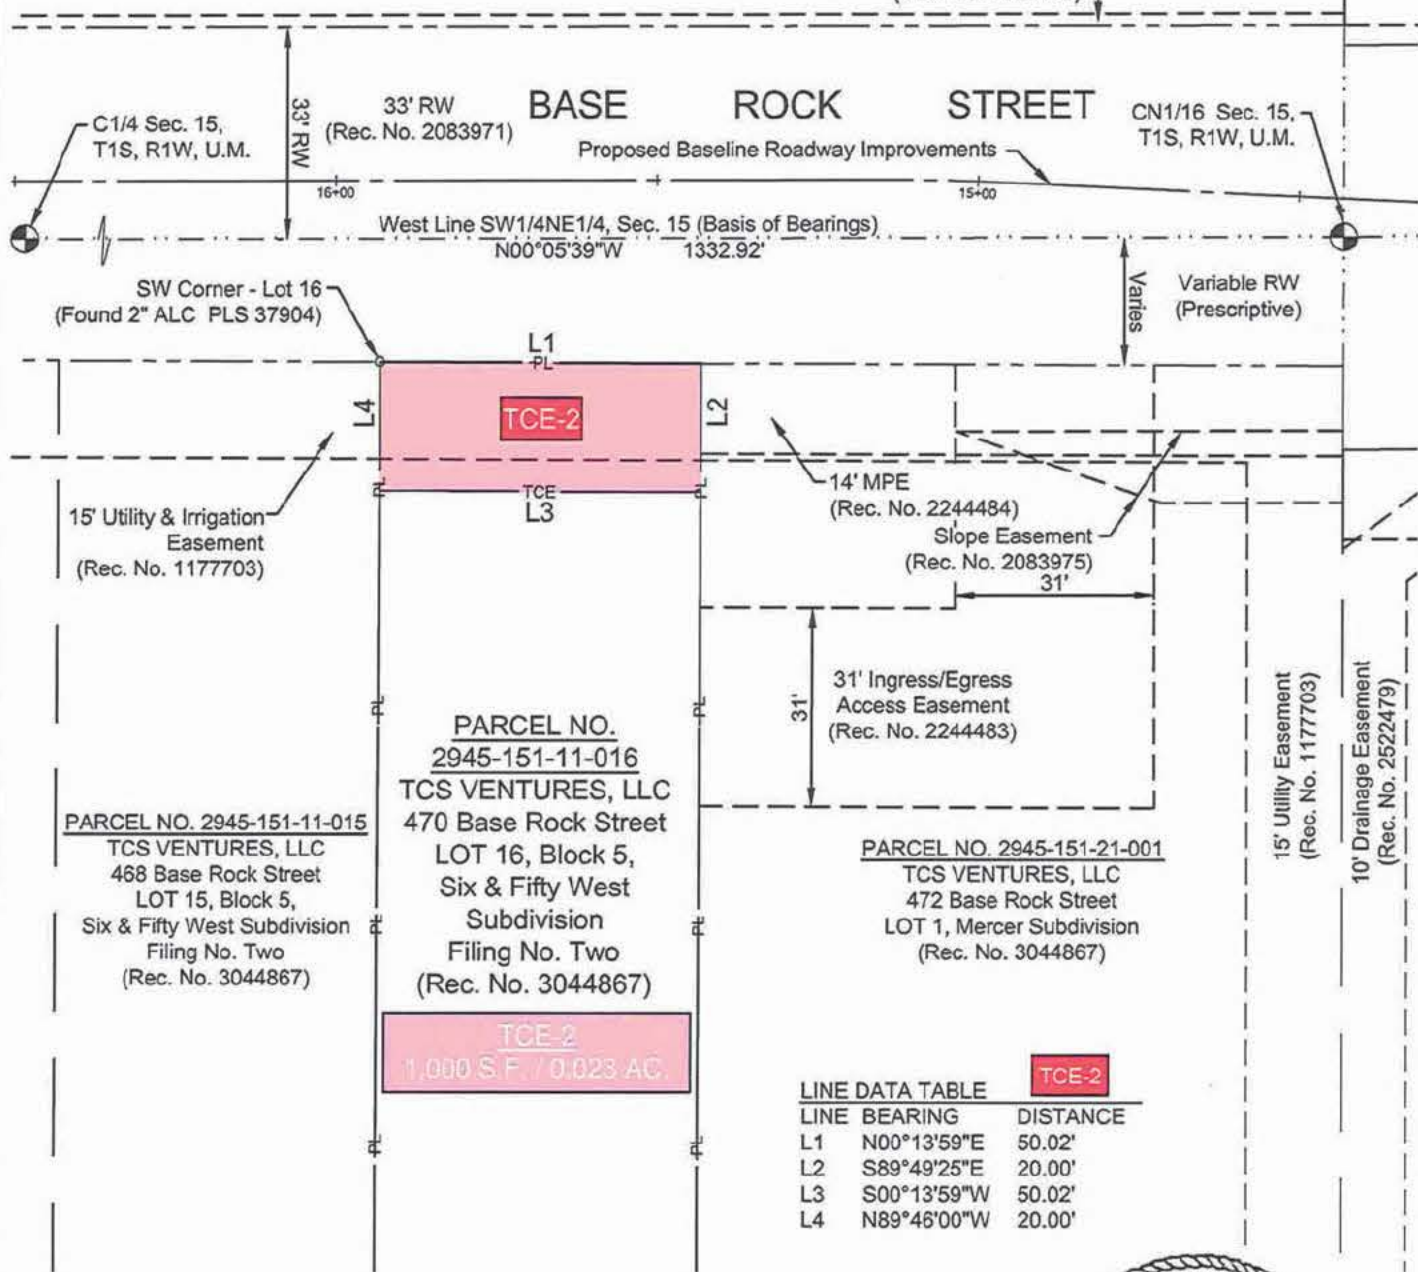 BASE ROCK STREET
33' RW
(Rec. No. 2083971)
33' RW
C1/4 Sec. 15,
T1S, R1W, U.M.
CN1/16 Sec. 15,
T1S, R1W, U.M.
Proposed Baseline Roadway Improvements
16+00
15+00
West Line SW1/4NE1/4, Sec. 15 (Basis of Bearings)
N00°05'39"W 1332.92'
SW Corner - Lot 16
(Found 2" ALC PLS 37904)
Varies
Variable RW
(Prescriptive)
L1
PL
L4
TCE-2
L2
14' MPE
(Rec. No. 2244484)
PL
TCE
PL
L3
15' Utility & Irrigation
Easement
(Rec. No. 1177703)
Slope Easement
(Rec. No. 2083975)
31'
31'
31' Ingress/Egress
Access Easement
(Rec. No. 2244483)
PL
PL
15' Utility Easement
(Rec. No. 1177703)
10' Drainage Easement
(Rec. No. 2522479)
PARCEL NO.
2945-151-11-016
TCS VENTURES, LLC
470 Base Rock Street
LOT 16, Block 5,
Six & Fifty West
Subdivision
Filing No. Two
(Rec. No. 3044867)
PARCEL NO. 2945-151-11-015
TCS VENTURES, LLC
468 Base Rock Street
LOT 15, Block 5,
Six & Fifty West Subdivision
Filing No. Two
(Rec. No. 3044867)
PARCEL NO. 2945-151-21-001
TCS VENTURES, LLC
472 Base Rock Street
LOT 1, Mercer Subdivision
(Rec. No. 3044867)
PL
PL
TCE-2
1,000 S.F. / 0.023 AC.
PL
PL
TCE-2
LINE DATA TABLE
LINE BEARING DISTANCE
L1 N00°13'59"E 50.02'
L2 S89°49'25"E 20.00'
L3 S00°13'59"W 50.02'
L4 N89°46'00"W 20.00'